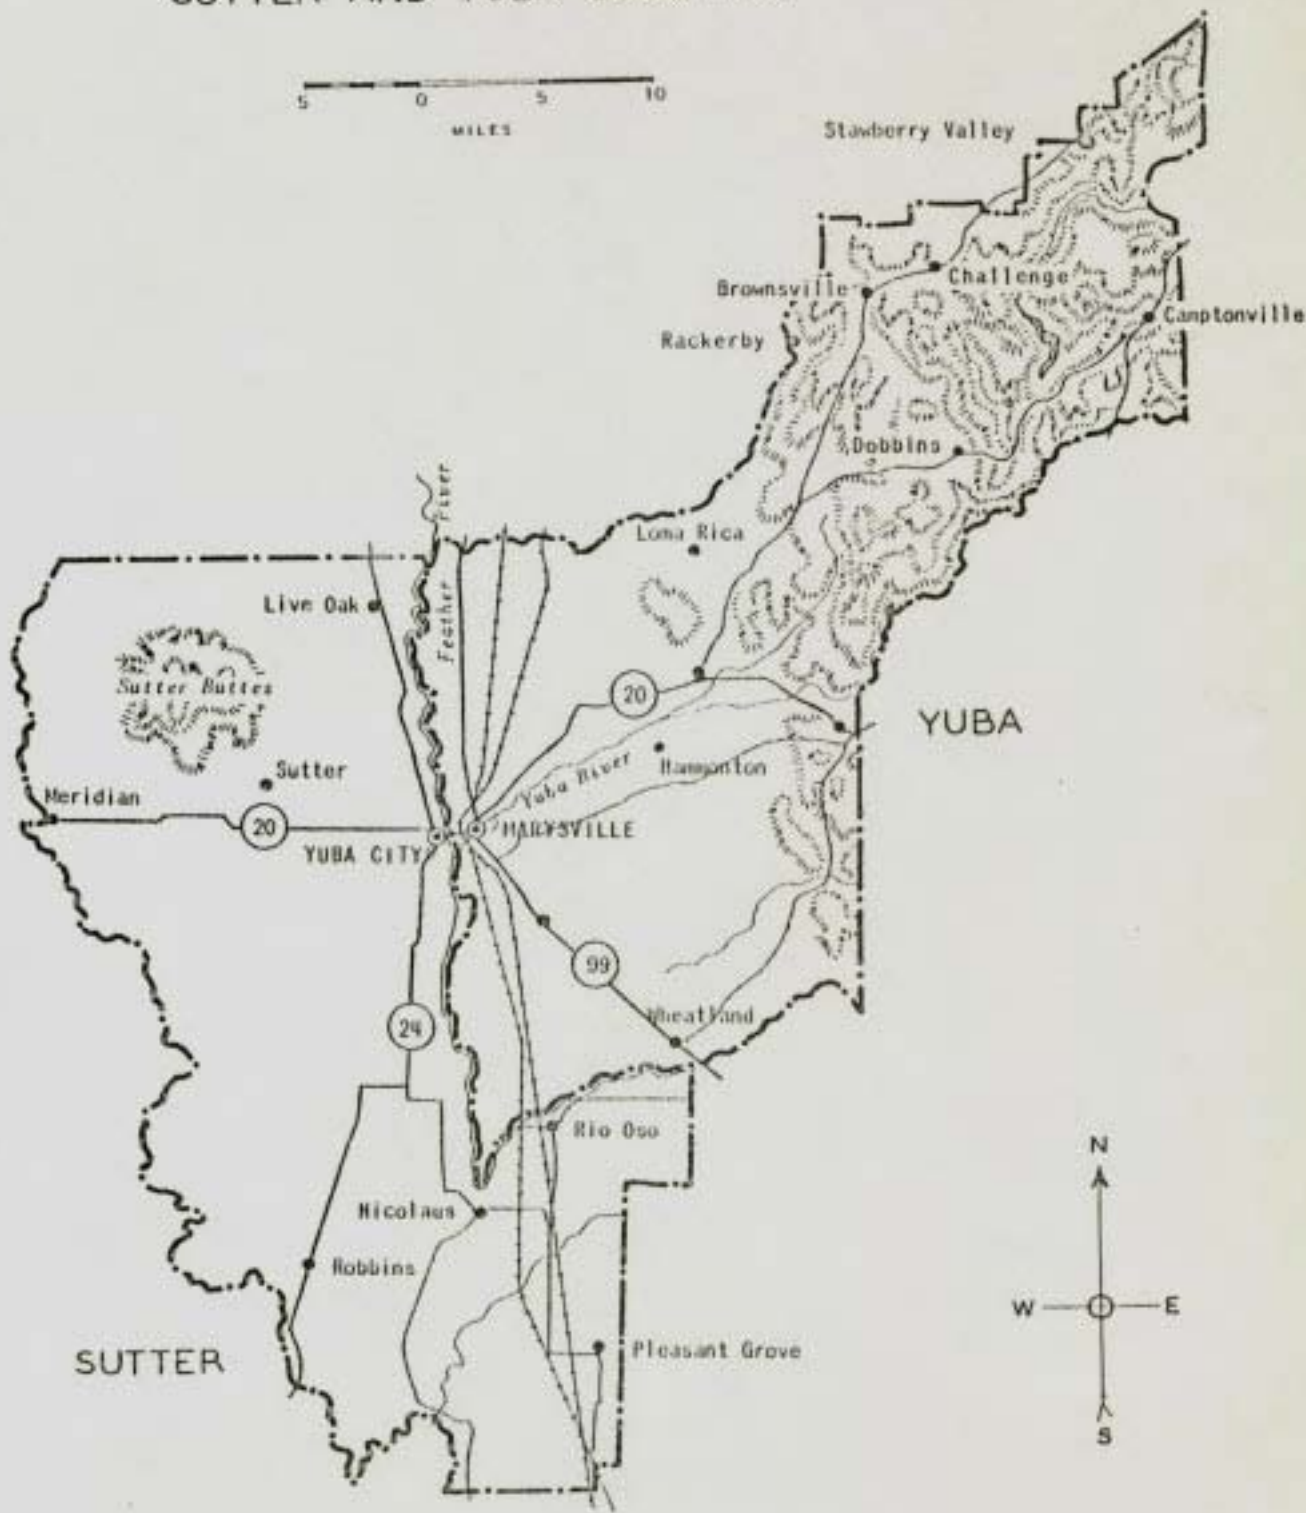 5 0 5 10
MILES
Stawberry Valley
Challenge
Brownsville
Camptonville
Rackerby
Dobbins
River
Loma Rica
Live Oak
Feather
Sutter Buttes
20
YUBA
Sutter
Yuba River
Hammonton
Meridian
20
MARYSVILLE
YUBA CITY
99
Wheatland
24
Rio Oso
N
Nicolaus
Robbins
W E
Pleasant Grove
SUTTER
S